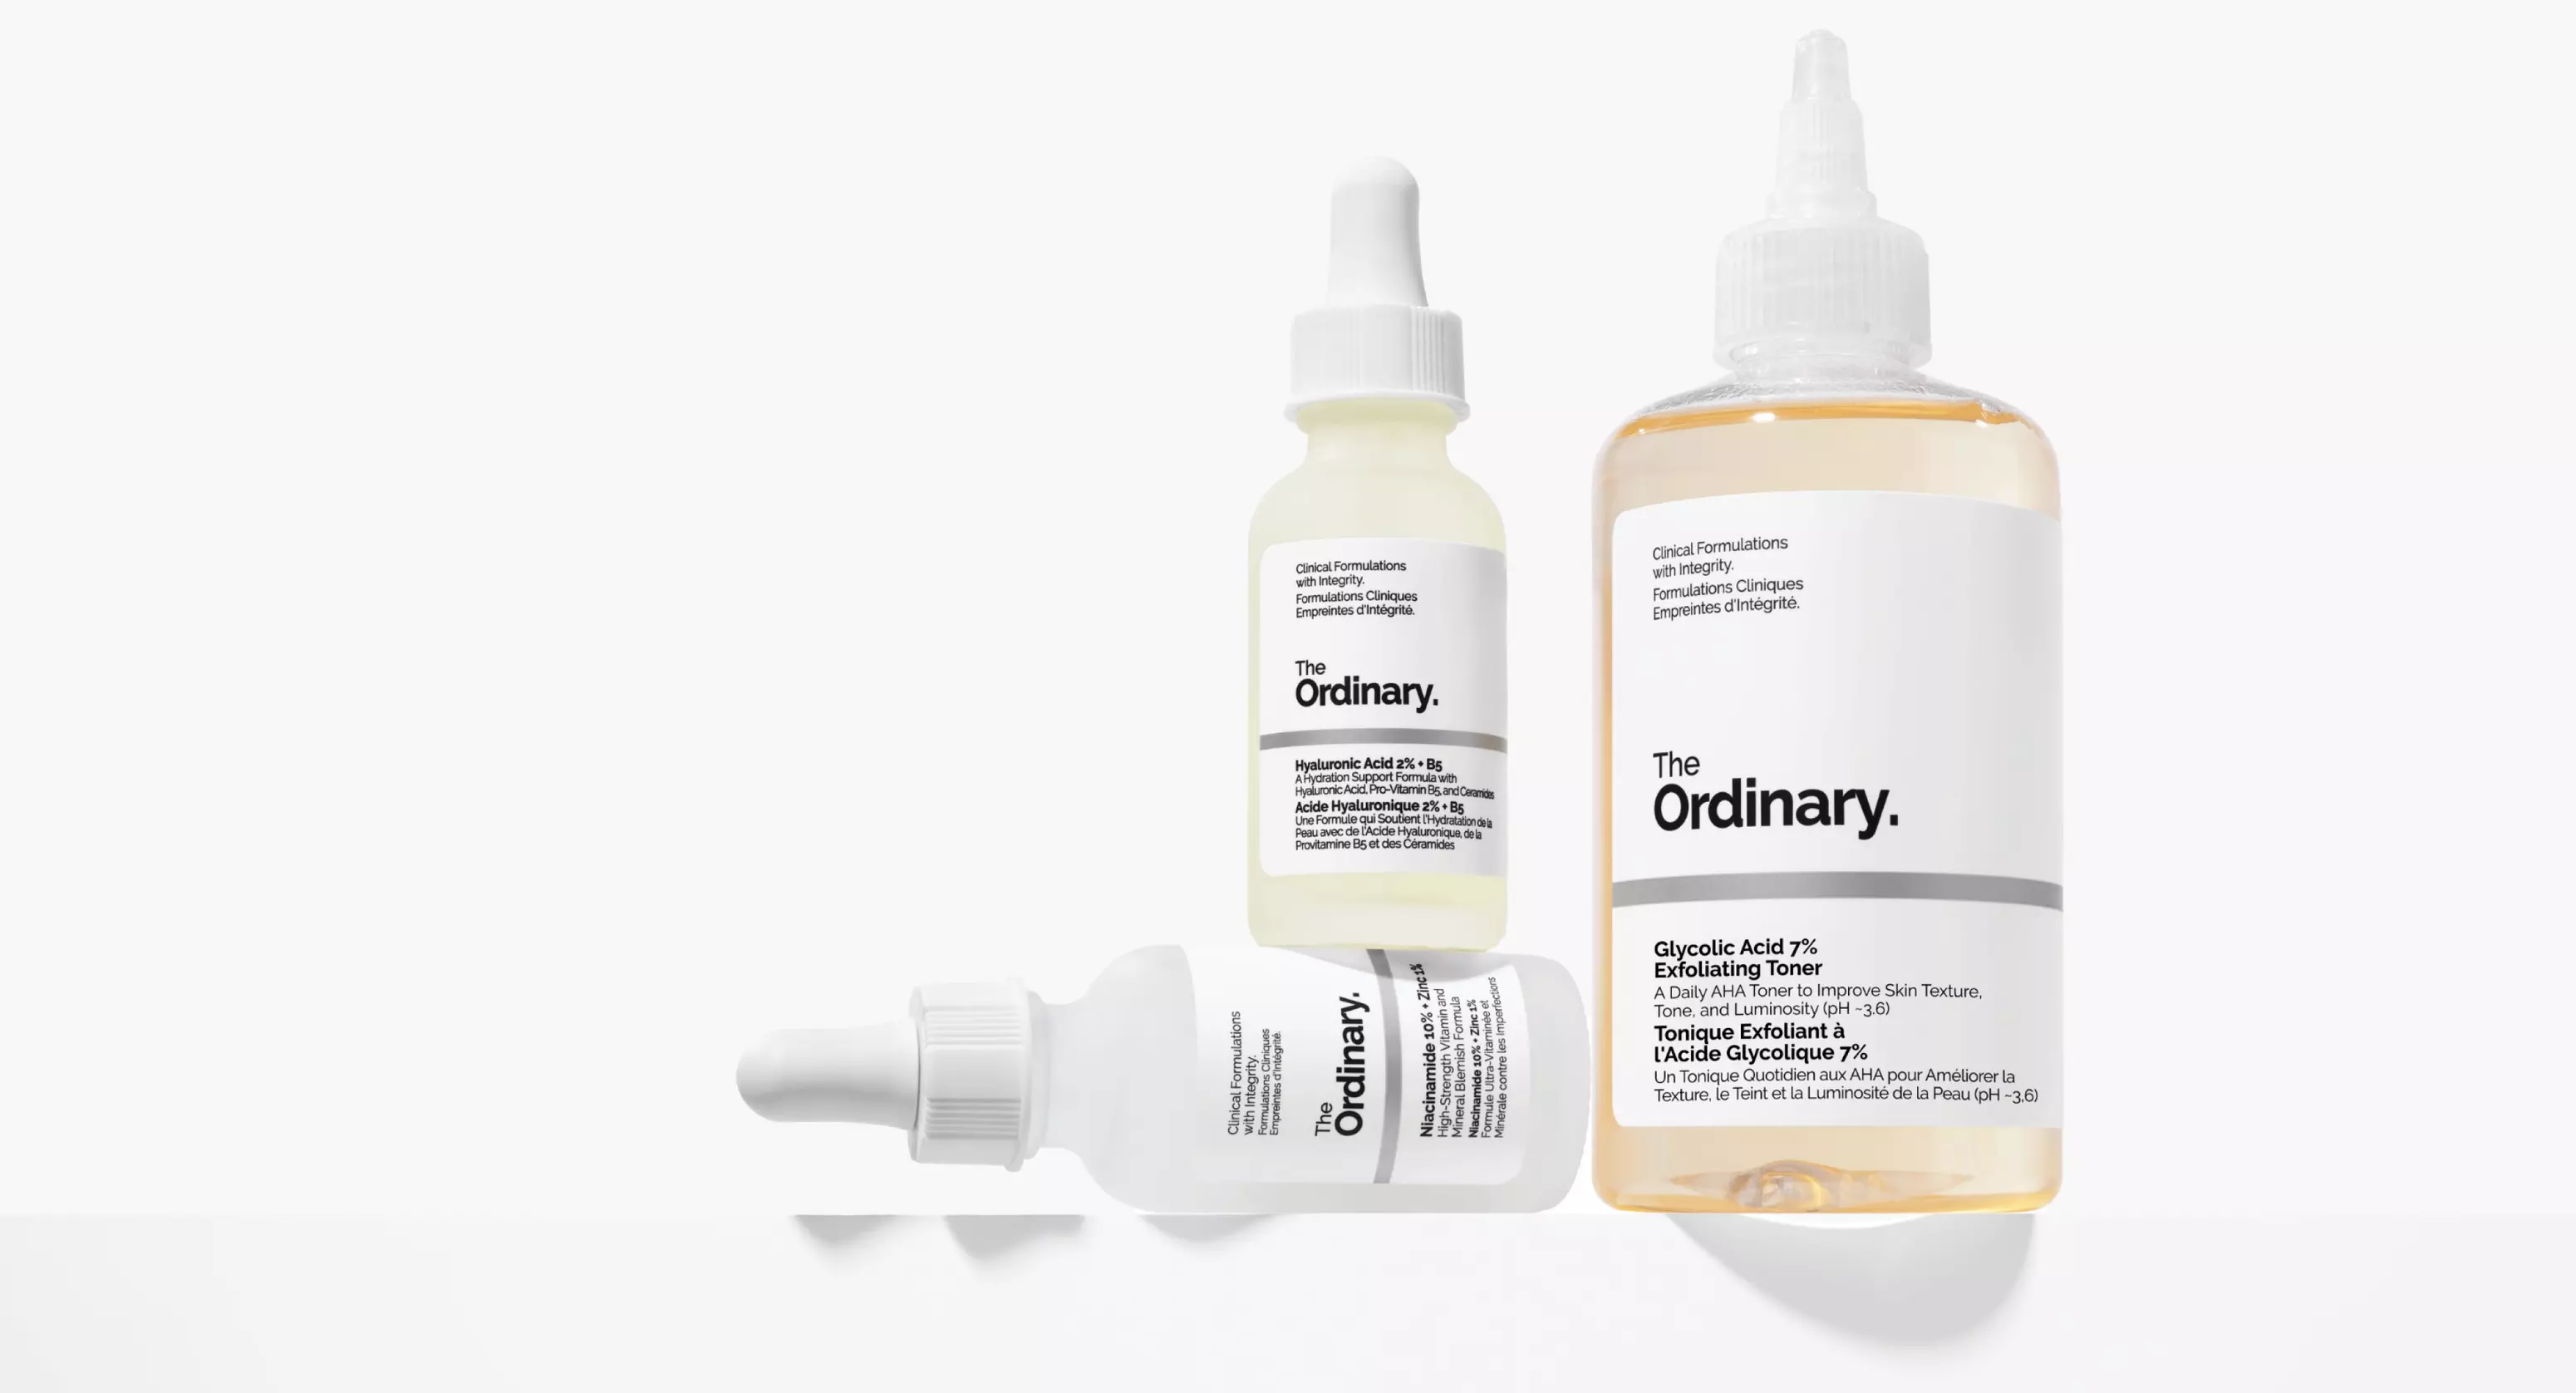 Clinical Formulations
with Integrity.
Formulations Cliniques
Empreintes d'Intégrité.
The
Ordinary.
Hyaluronic Acid 2% + B5
A Hydration Support Formula with
Hyaluronic Acid, Pro-Vitamin B5, and Ceramides
Acide Hyaluronique 2% + B5
Une Formule qui Soutient l'Hydratation de la
Peau avec de l'Acide Hyaluronique, de la
Provitamine B5 et des Céramides
Clinical Formulations
with Integrity.
Formulations Cliniques
Empreintes d'Intégrité.
The
Ordinary.
Niacinamide 10% + Zinc 1%
High-Strength Vitamin and
Mineral Blemish Formula
Niacinamide 10% + Zinc 1%
Formule Ultra-Vitaminée et
Minérale contre les Imperfections
Clinical Formulations
with Integrity.
Formulations Cliniques
Empreintes d'Intégrité.
The
Ordinary.
Glycolic Acid 7%
Exfoliating Toner
A Daily AHA Toner to Improve Skin Texture,
Tone, and Luminosity (pH ~3.6)
Tonique Exfoliant à
l'Acide Glycolique 7%
Un Tonique Quotidien aux AHA pour Améliorer la
Texture, le Teint et la Luminosité de la Peau (pH ~3,6)